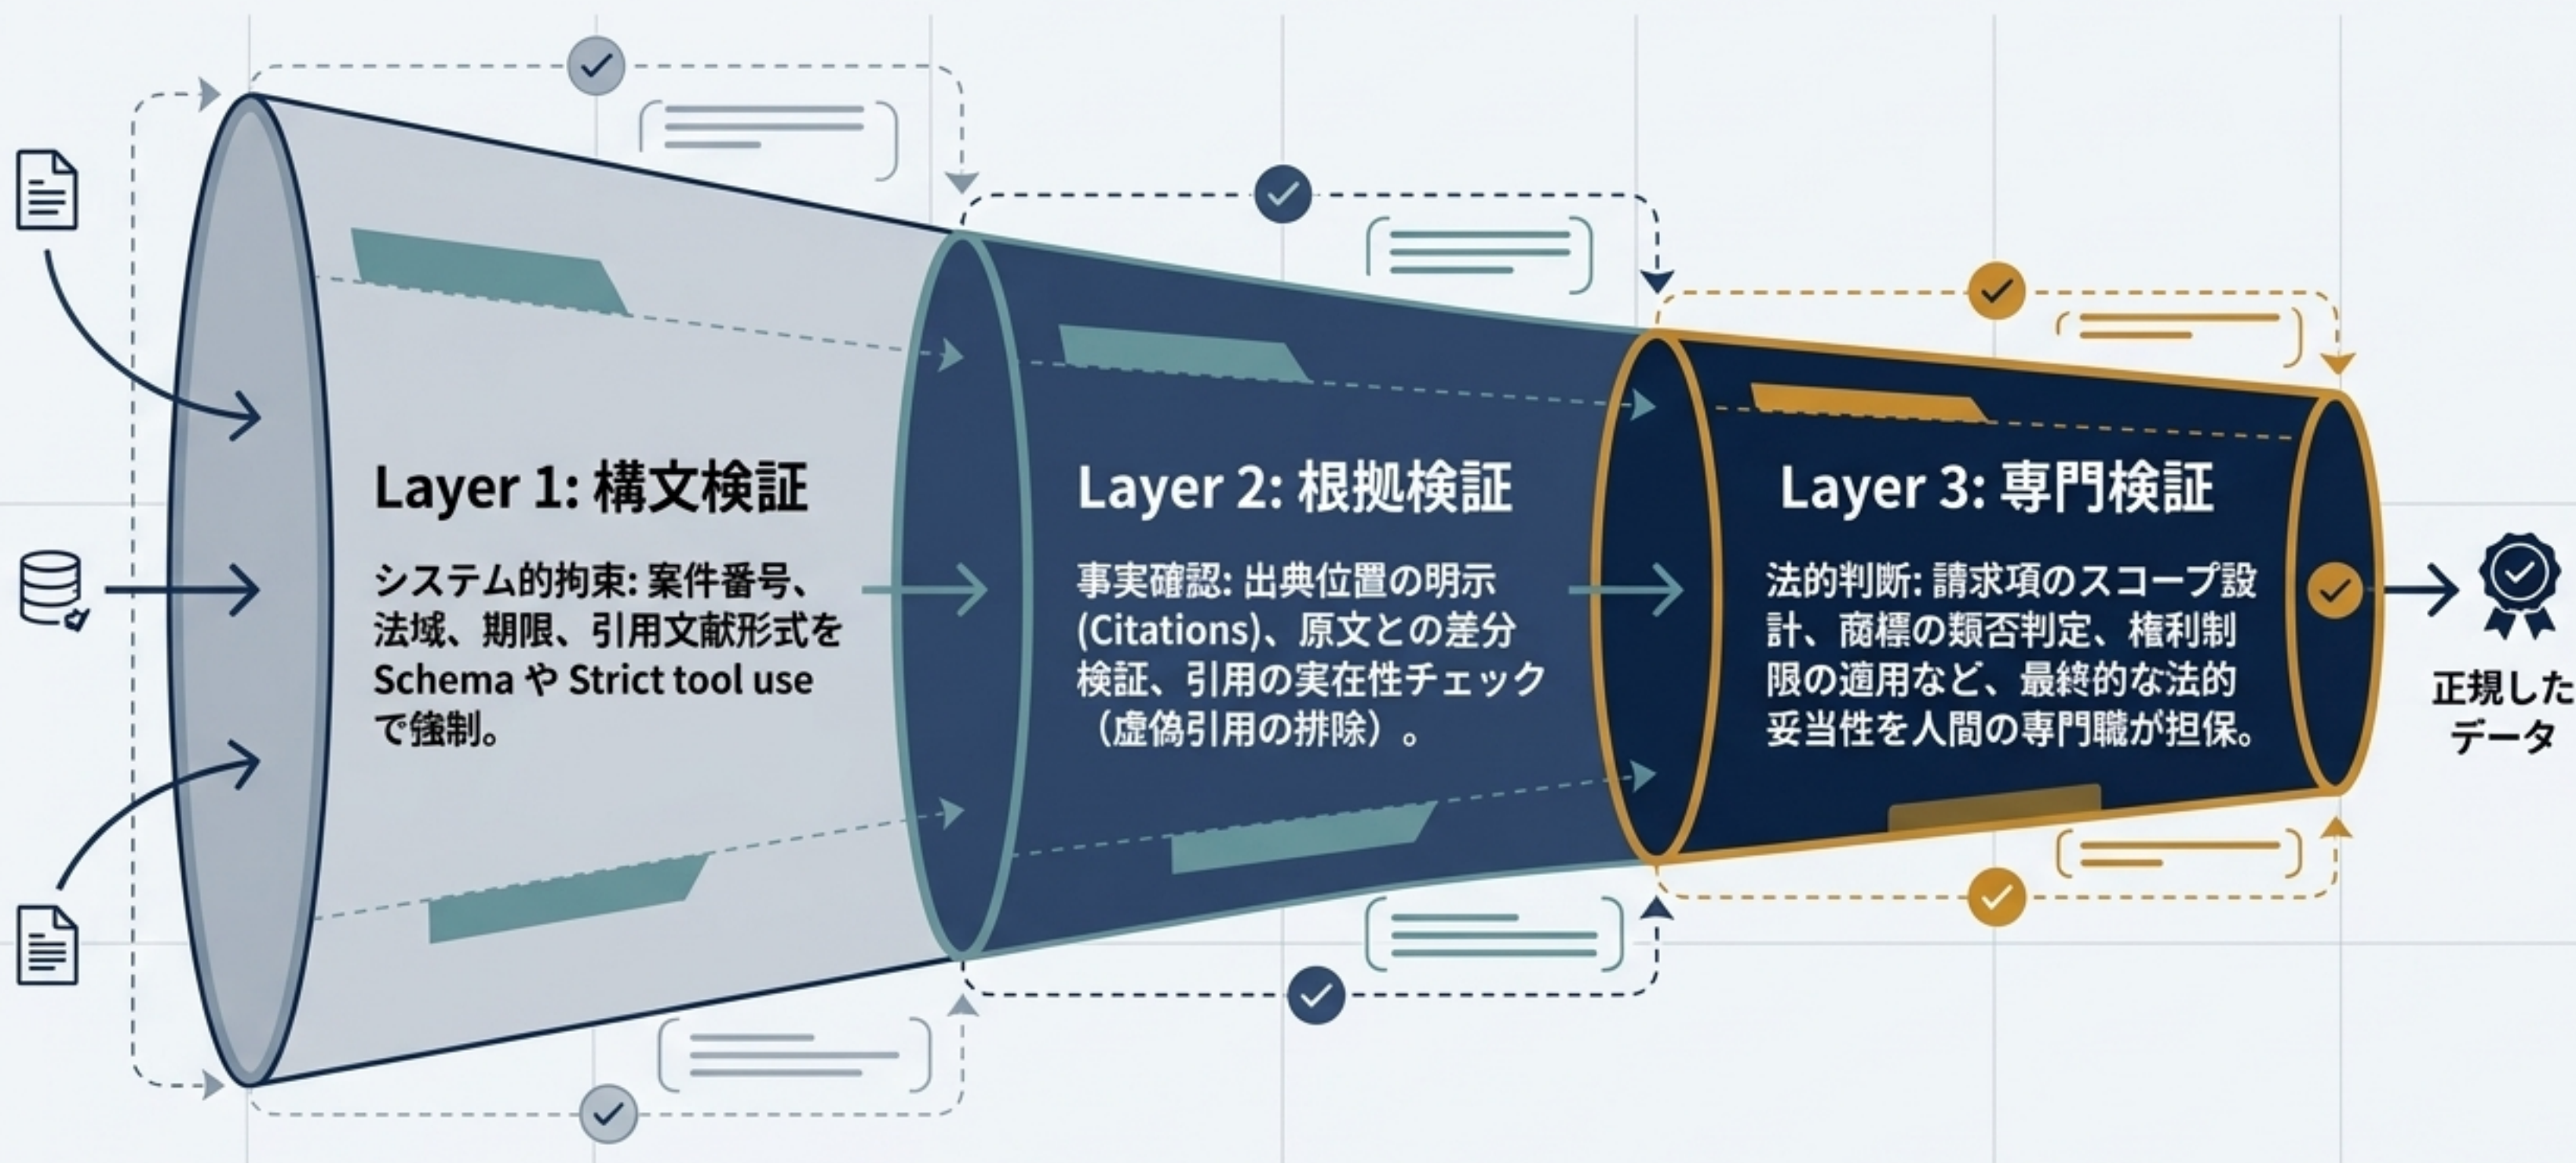 Layer 1: 構文検証
システム的拘束: 案件番号、
法域、期限、引用文献形式を
Schema や Strict tool use
で強制。
Layer 2: 根拠検証
事実確認: 出典位置の明示
(Citations)、原文との差分
検証、引用の実在性チェック
（虚偽引用の排除）。
Layer 3: 専門検証
法的判断: 請求項のスコープ設
計、商標の類否判定、権利制
限の適用など、最終的な法的
妥当性を人間の専門職が担保。
正規した
データ